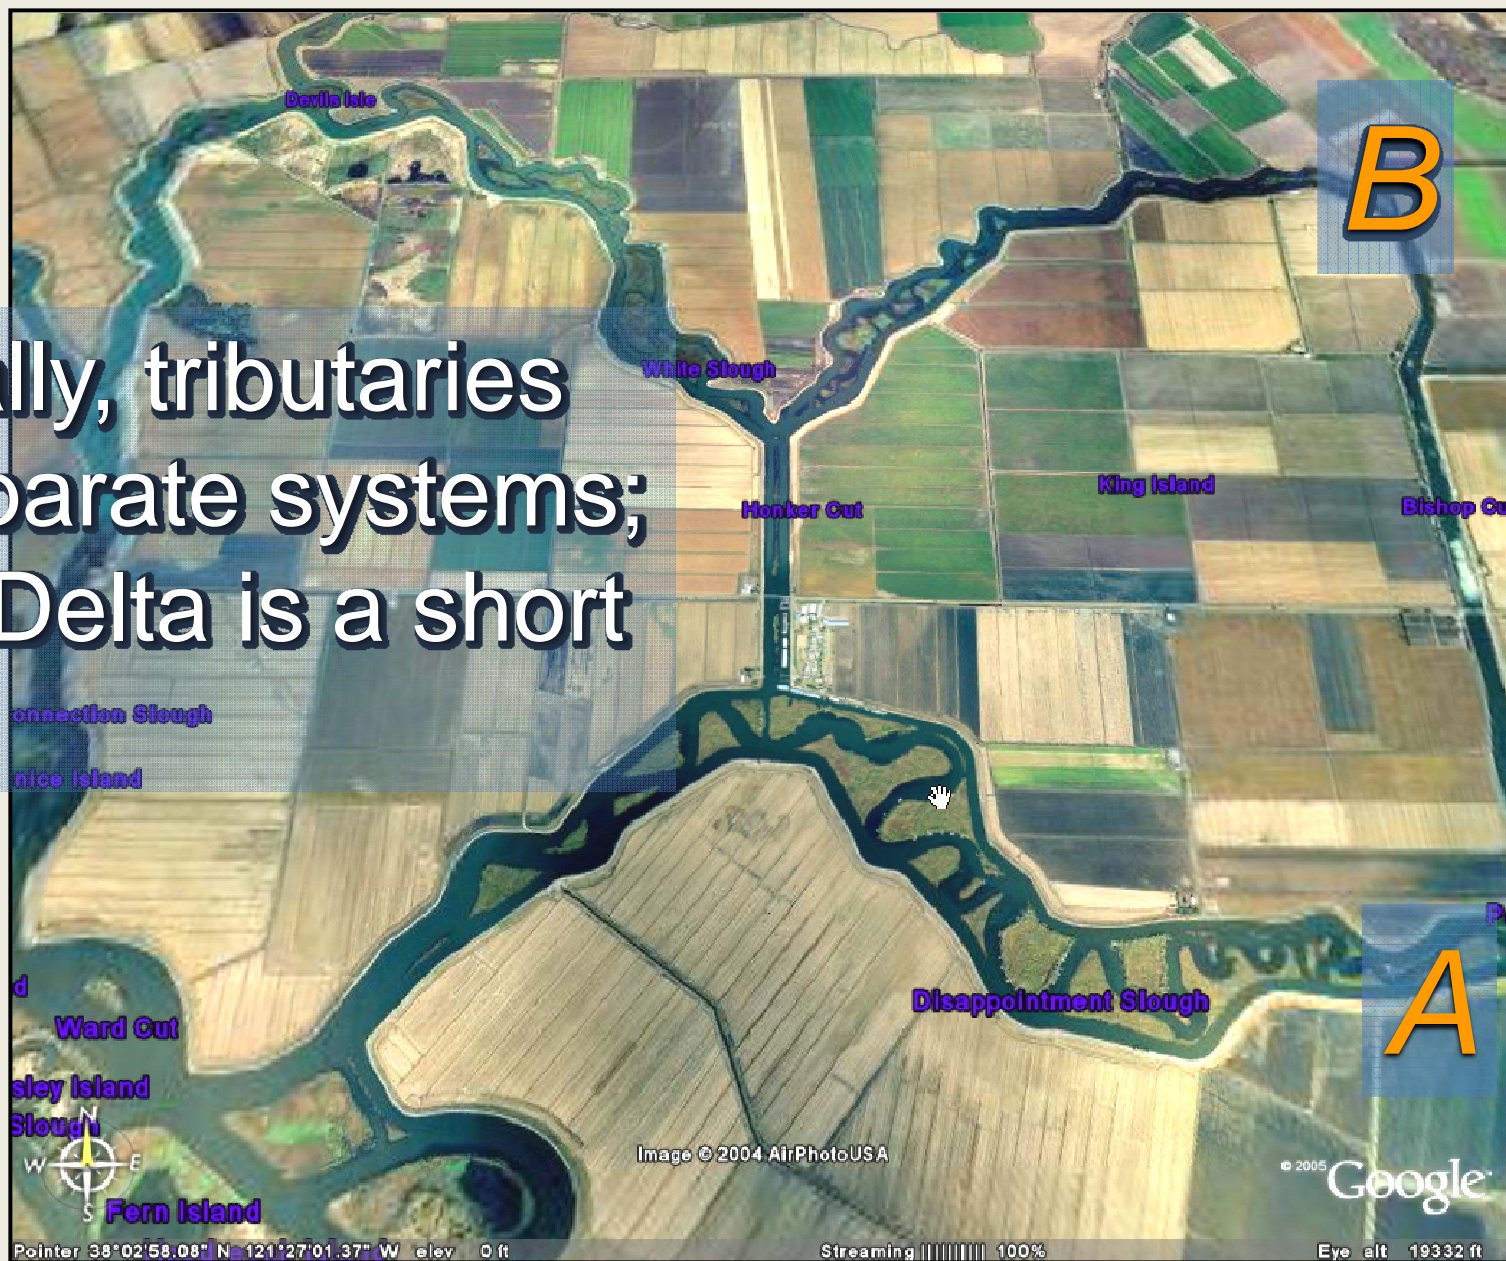 Devils Isle
B
lly, tributaries
White Slough
parate systems;
King Island
Honker Cut
Bishop Cu
Delta is a short
onnection Slough
nice Island
A
Disappointment Slough
d
Ward Cut
sley Island
Slough
N
W E
S
Fern Island
Image © 2004 AirPhotoUSA
© 2005 Google
Pointer 38°02'58.08" N 121°27'01.37" W elev 0 ft
Streaming |||||||||| 100%
Eye alt 19332 ft